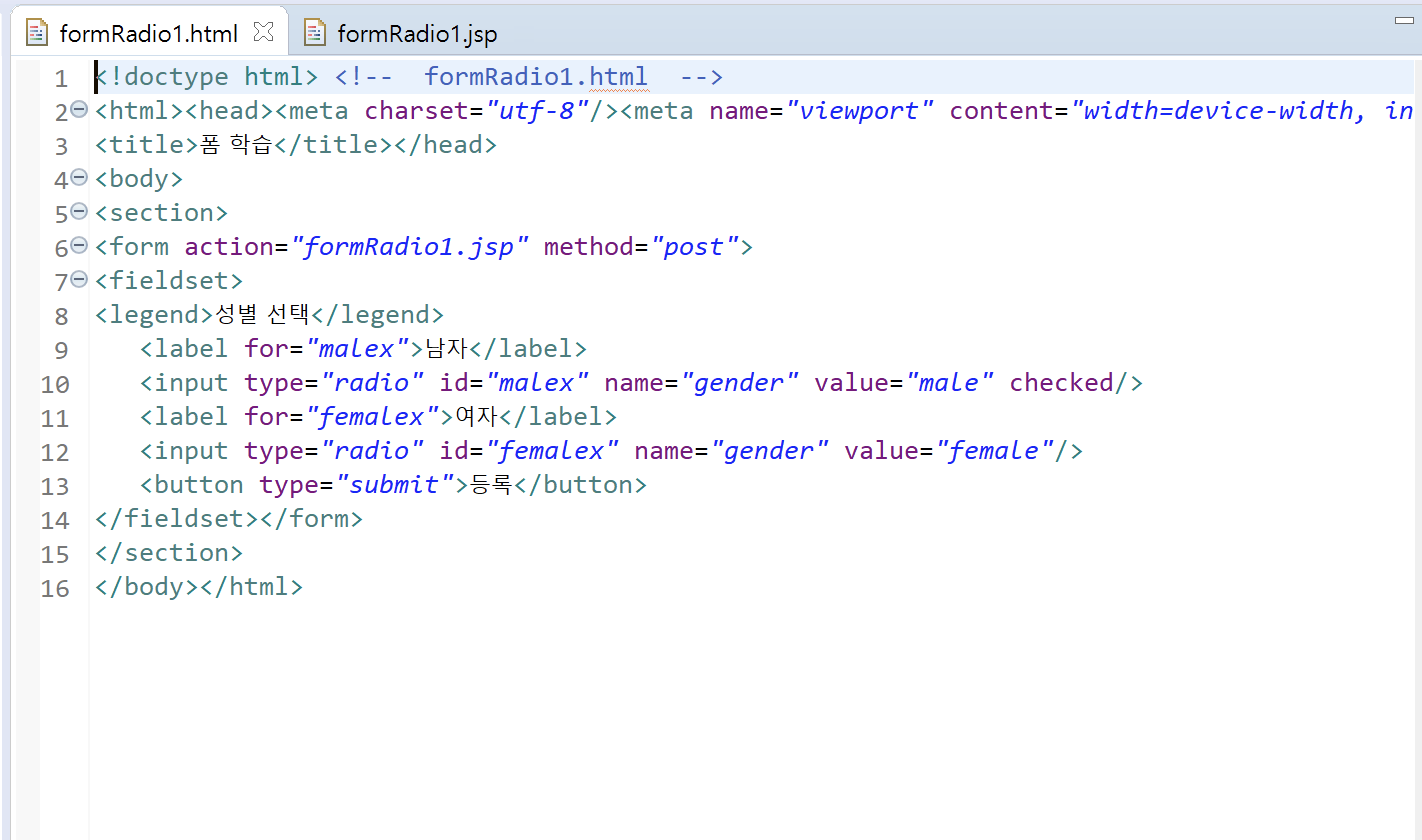 formRadio1.html formRadio1.jsp
1 <!doctype html> <!--  formRadio1.html  -->
2 <html><head><meta charset="utf-8"/><meta name="viewport" content="width=device-width, in
3 <title>폼 학습</title></head>
4 <body>
5 <section>
6 <form action="formRadio1.jsp" method="post">
7 <fieldset>
8 <legend>성별 선택</legend>
9    <label for="malex">남자</label>
10    <input type="radio" id="malex" name="gender" value="male" checked/>
11    <label for="femalex">여자</label>
12    <input type="radio" id="femalex" name="gender" value="female"/>
13    <button type="submit">등록</button>
14 </fieldset></form>
15 </section>
16 </body></html>